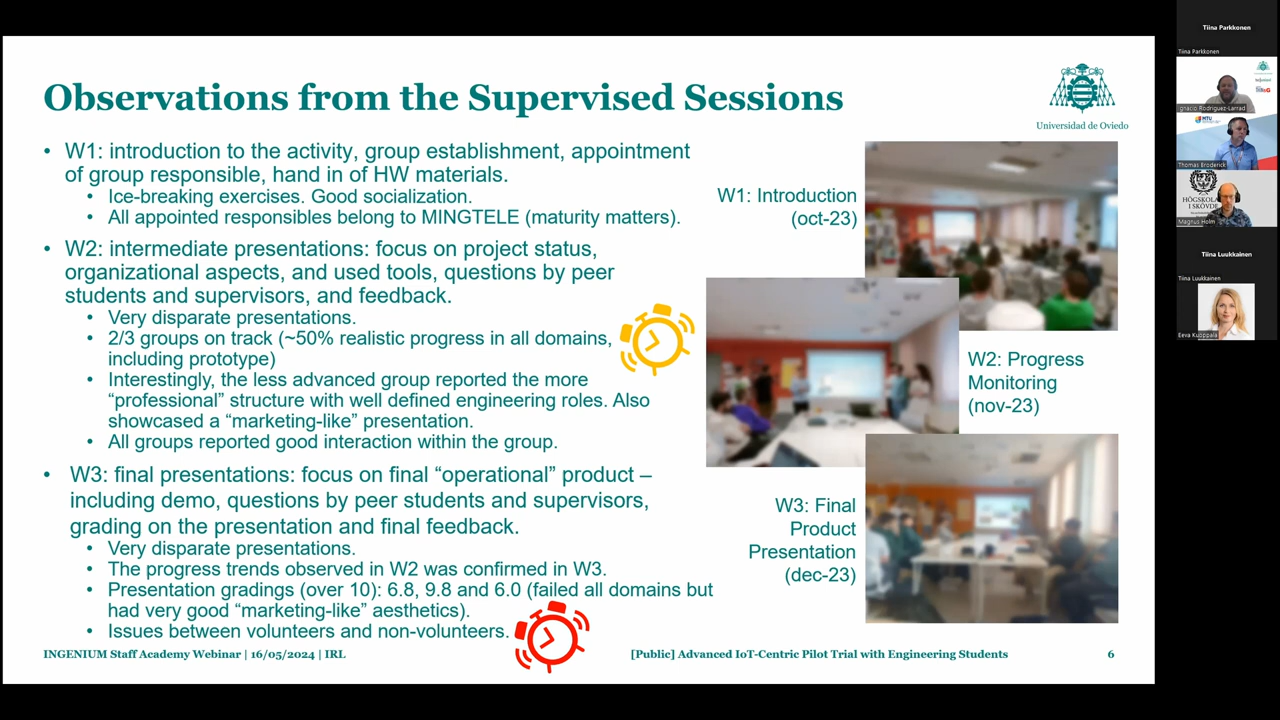 Observations from the Supervised Sessions
Universidad de Oviedo
• W1: introduction to the activity, group establishment, appointment
of group responsible, hand in of HW materials.
• Ice-breaking exercises. Good socialization.
• All appointed responsibles belong to MINGTELE (maturity matters).
• W2: intermediate presentations: focus on project status,
organizational aspects, and used tools, questions by peer
students and supervisors, and feedback.
• Very disparate presentations.
• 2/3 groups on track (~50% realistic progress in all domains,
including prototype)
• Interestingly, the less advanced group reported the more
“professional” structure with well defined engineering roles. Also
showcased a “marketing-like” presentation.
• All groups reported good interaction within the group.
• W3: final presentations: focus on final “operational” product –
including demo, questions by peer students and supervisors,
grading on the presentation and final feedback.
• Very disparate presentations.
• The progress trends observed in W2 was confirmed in W3.
• Presentation gradings (over 10): 6.8, 9.8 and 6.0 (failed all domains but
had very good “marketing-like” aesthetics).
• Issues between volunteers and non-volunteers.
W1: Introduction
(oct-23)
W2: Progress
Monitoring
(nov-23)
W3: Final
Product
Presentation
(dec-23)
INGENIUM Staff Academy Webinar | 16/05/2024 | IRL
[Public] Advanced IoT-Centric Pilot Trial with Engineering Students
6
Tiina Parkkonen
Tiina Parkkonen
Ignacio Rodriguez-Larrad
MTU
Thomas Broderick
HÖGSKOLAN
I SKÖVDE
Magnus Holm
Tiina Luukkainen
Tiina Luukkainen
Eeva Kuoppala